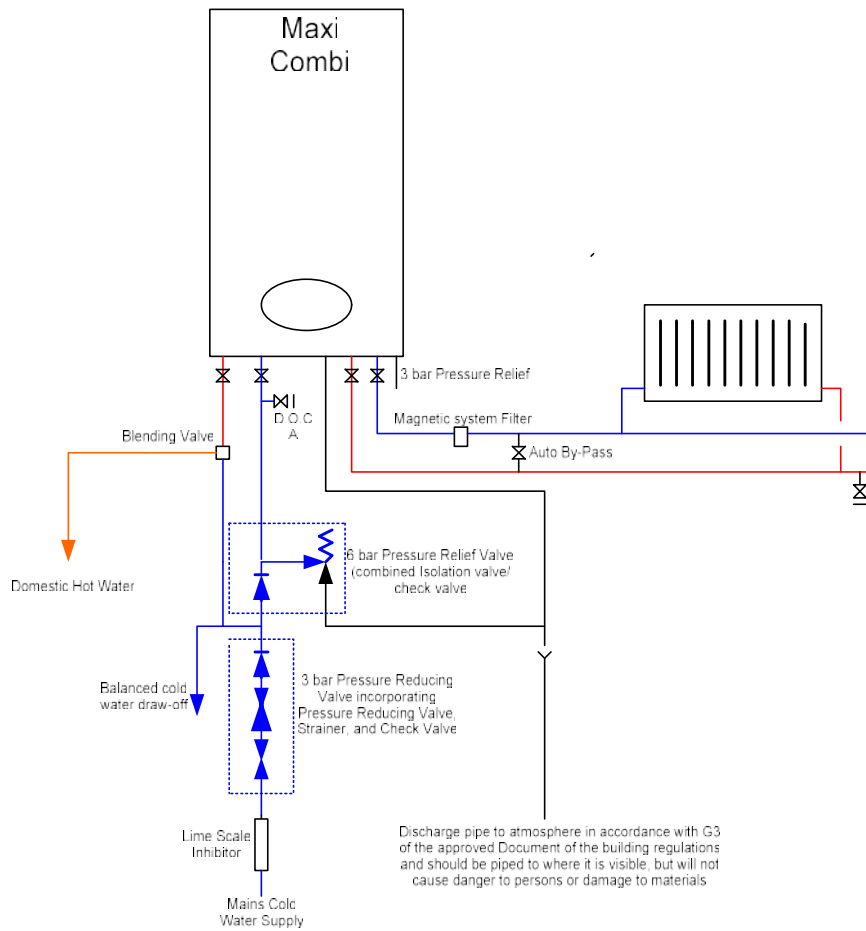 Maxi
Combi
3 bar Pressure Relief
D.O.C
A
Magnetic system Filter
Blending Valve
Auto By-Pass
6 bar Pressure Relief Valve
(combined Isolation valve/
check valve
Domestic Hot Water
Balanced cold
water draw-off
3 bar Pressure Reducing
Valve incorporating
Pressure Reducing Valve,
Strainer, and Check Valve
Lime Scale
Inhibitor
Discharge pipe to atmosphere in accordance with G3
of the approved Document of the building regulations
and should be piped to where it is visible, but will not
cause danger to persons or damage to materials
Mains Cold
Water Supply